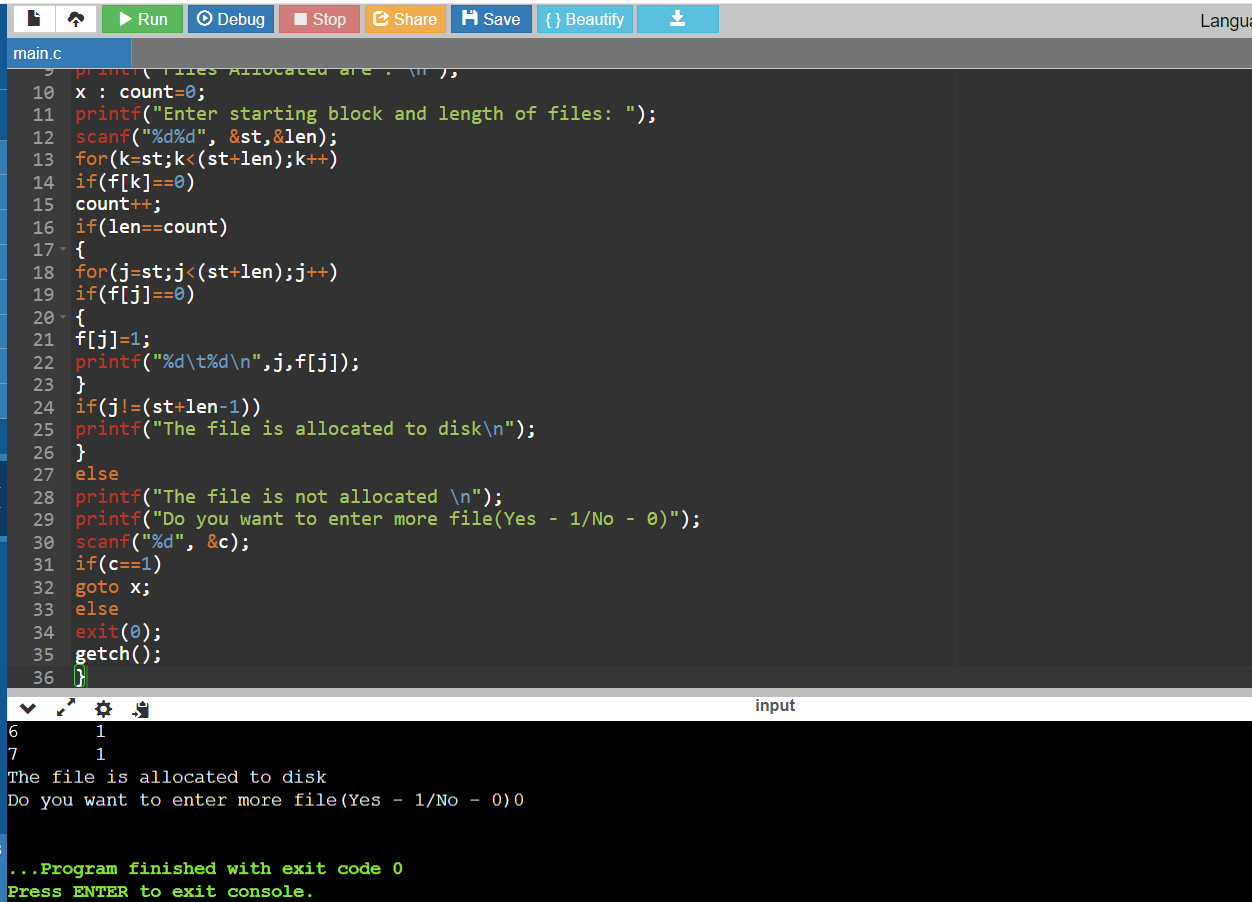 Run Debug Stop Share Save { } Beautify Langua
main.c
9 printf("Files Allocated are : \n");
10 x : count=0;
11 printf("Enter starting block and length of files: ");
12 scanf("%d%d", &st,&len);
13 for(k=st;k<(st+len);k++)
14 if(f[k]==0)
15 count++;
16 if(len==count)
17 {
18 for(j=st;j<(st+len);j++)
19 if(f[j]==0)
20 {
21 f[j]=1;
22 printf("%d\t%d\n",j,f[j]);
23 }
24 if(j!=(st+len-1))
25 printf("The file is allocated to disk\n");
26 }
27 else
28 printf("The file is not allocated \n");
29 printf("Do you want to enter more file(Yes - 1/No - 0)");
30 scanf("%d", &c);
31 if(c==1)
32 goto x;
33 else
34 exit(0);
35 getch();
36 }
input
6 1
7 1
The file is allocated to disk
Do you want to enter more file(Yes - 1/No - 0)0
...Program finished with exit code 0
Press ENTER to exit console.